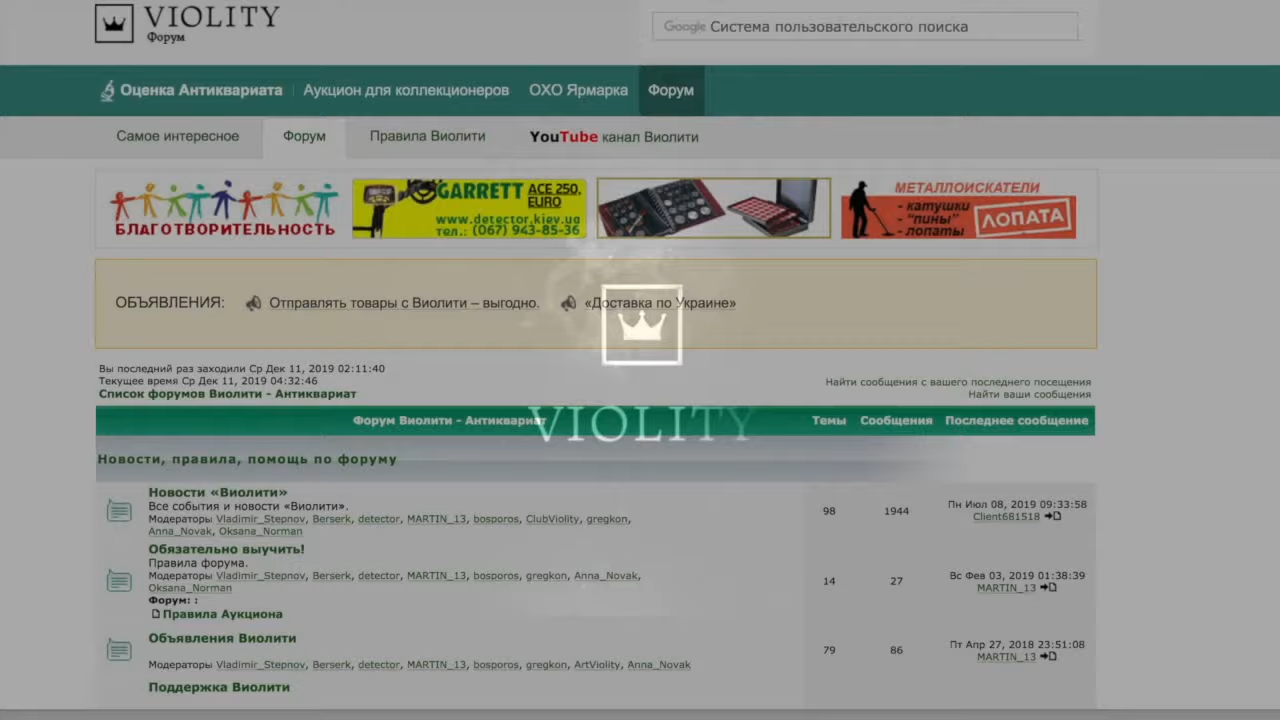 VIOLITY
Форум
Google Система пользовательского поиска
Оценка Антиквариата
Аукцион для коллекционеров
OXO Ярмарка
Форум
Самое интересное
Форум
Правила Виолити
YouTube канал Виолити
БЛАГОТВОРИТЕЛЬНОСТЬ
GARRETT ACE 250, EURO
www.detector.kiev.ua
тел.: (067) 943-85-36
МЕТАЛЛОИСКАТЕЛИ
- катушки
- "пины"
- лопаты
ЛОПАТА
ОБЪЯВЛЕНИЯ: Отправлять товары с Виолити – выгодно. «Доставка по Украине»
Вы последний раз заходили Ср Дек 11, 2019 02:11:40
Текущее время Ср Дек 11, 2019 04:32:46
Список форумов Виолити - Антиквариат
Найти сообщения с вашего последнего посещения
Найти ваши сообщения
Форум Виолити - Антиквариат Темы Сообщения Последнее сообщение
VIOLITY
Новости, правила, помощь по форуму
Новости «Виолити»
Все события и новости «Виолити».
Модераторы Vladimir_Stepnov, Berserk, detector, MARTIN_13, bosporos, ClubViolity, gregkon,
Anna_Novak, Oksana_Norman
98 1944 Пн Июл 08, 2019 09:33:58
Client681518
Обязательно выучить!
Правила форума.
Модераторы Vladimir_Stepnov, Berserk, detector, MARTIN_13, bosporos, gregkon, Anna_Novak,
Oksana_Norman
Форум: :
Правила Аукциона
14 27 Вс Фев 03, 2019 01:38:39
MARTIN_13
Объявления Виолити
Модераторы Vladimir_Stepnov, Berserk, detector, MARTIN_13, bosporos, gregkon, ArtViolity, Anna_Novak
79 86 Пт Апр 27, 2018 23:51:08
MARTIN_13
Поддержка Виолити